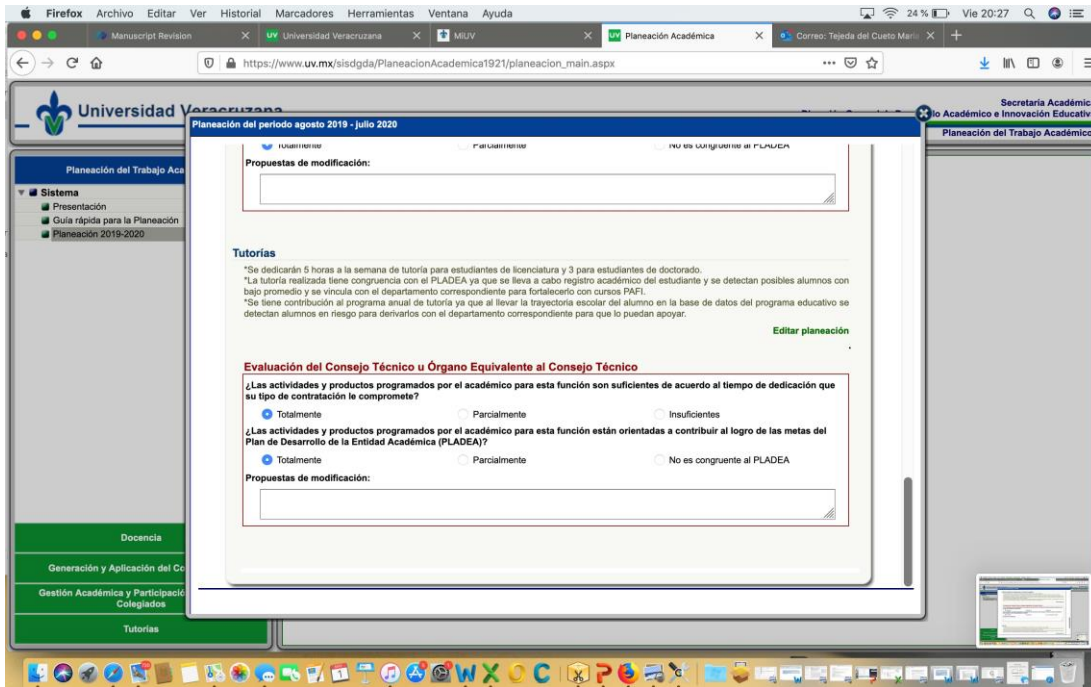 Firefox Archivo Editar Ver Historial Marcadores Herramientas Ventana Ayuda 24 % Vie 20:27
Manuscript Revision
UV Universidad Veracruzana
MiUV
UV Planeación Académica
Correo: Tejeda del Cueto María
https://www.uv.mx/sisdgda/PlaneacionAcademica1921/planeacion_main.aspx
Universidad Veracruzana
Secretaría Académic
lo Académico e Innovación Educativ
Planeación del Trabajo Académico
Planeación del Trabajo Aca
Sistema
Presentación
Guía rápida para la Planeación
Planeación 2019-2020
Docencia
Generación y Aplicación del Co
Gestión Académica y Participació
Colegiados
Tutorías
Planeación del periodo agosto 2019 - julio 2020
Totalmente Parcialmente No es congruente al PLADEA
Propuestas de modificación:
Tutorías
*Se dedicarán 5 horas a la semana de tutoría para estudiantes de licenciatura y 3 para estudiantes de doctorado.
*La tutoría realizada tiene congruencia con el PLADEA ya que se lleva a cabo registro académico del estudiante y se detectan posibles alumnos con
bajo promedio y se vincula con el departamento correspondiente para fortalecerlo con cursos PAFI.
*Se tiene contribución al programa anual de tutoría ya que al llevar la trayectoria escolar del alumno en la base de datos del programa educativo se
detectan alumnos en riesgo para derivarlos con el departamento correspondiente para que lo puedan apoyar.
Editar planeación
.
Evaluación del Consejo Técnico u Órgano Equivalente al Consejo Técnico
¿Las actividades y productos programados por el académico para esta función son suficientes de acuerdo al tiempo de dedicación que
su tipo de contratación le compromete?
Totalmente Parcialmente Insuficientes
¿Las actividades y productos programados por el académico para esta función están orientadas a contribuir al logro de las metas del
Plan de Desarrollo de la Entidad Académica (PLADEA)?
Totalmente Parcialmente No es congruente al PLADEA
Propuestas de modificación: